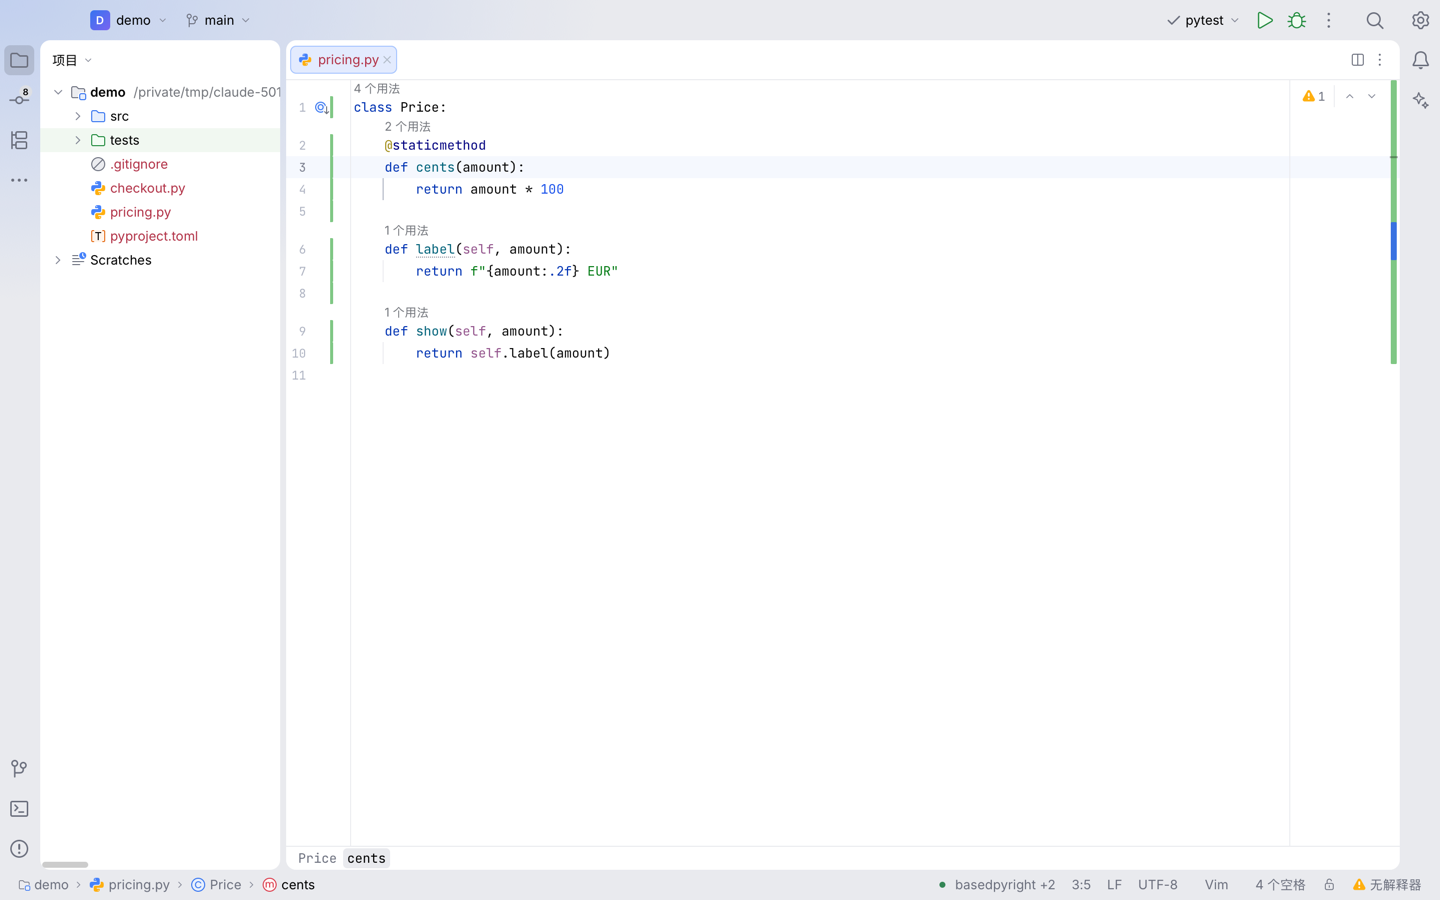 D demo main pytest
项目
demo /private/tmp/claude-501
src
tests
.gitignore
checkout.py
pricing.py
pyproject.toml
Scratches
8
pricing.py
1
4 个用法
1 class Price:
2 个用法
2 @staticmethod
3 def cents(amount):
4 return amount * 100
5
1 个用法
6 def label(self, amount):
7 return f"{amount:.2f} EUR"
8
1 个用法
9 def show(self, amount):
10 return self.label(amount)
11
Price cents
demo pricing.py Price cents basedpyright +2 3:5 LF UTF-8 Vim 4 个空格 无解释器